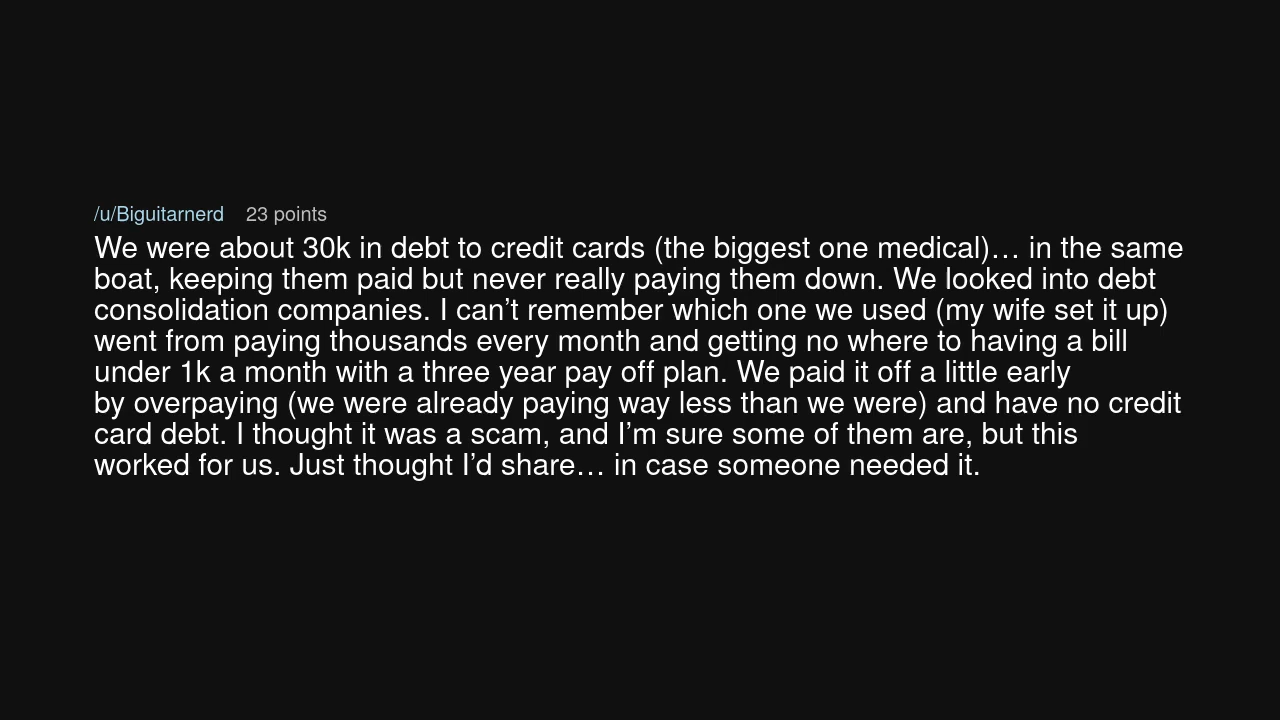 /u/Biguitarnerd 23 points
We were about 30k in debt to credit cards (the biggest one medical)… in the same
boat, keeping them paid but never really paying them down. We looked into debt
consolidation companies. I can’t remember which one we used (my wife set it up)
went from paying thousands every month and getting no where to having a bill
under 1k a month with a three year pay off plan. We paid it off a little early
by overpaying (we were already paying way less than we were) and have no credit
card debt. I thought it was a scam, and I’m sure some of them are, but this
worked for us. Just thought I’d share… in case someone needed it.